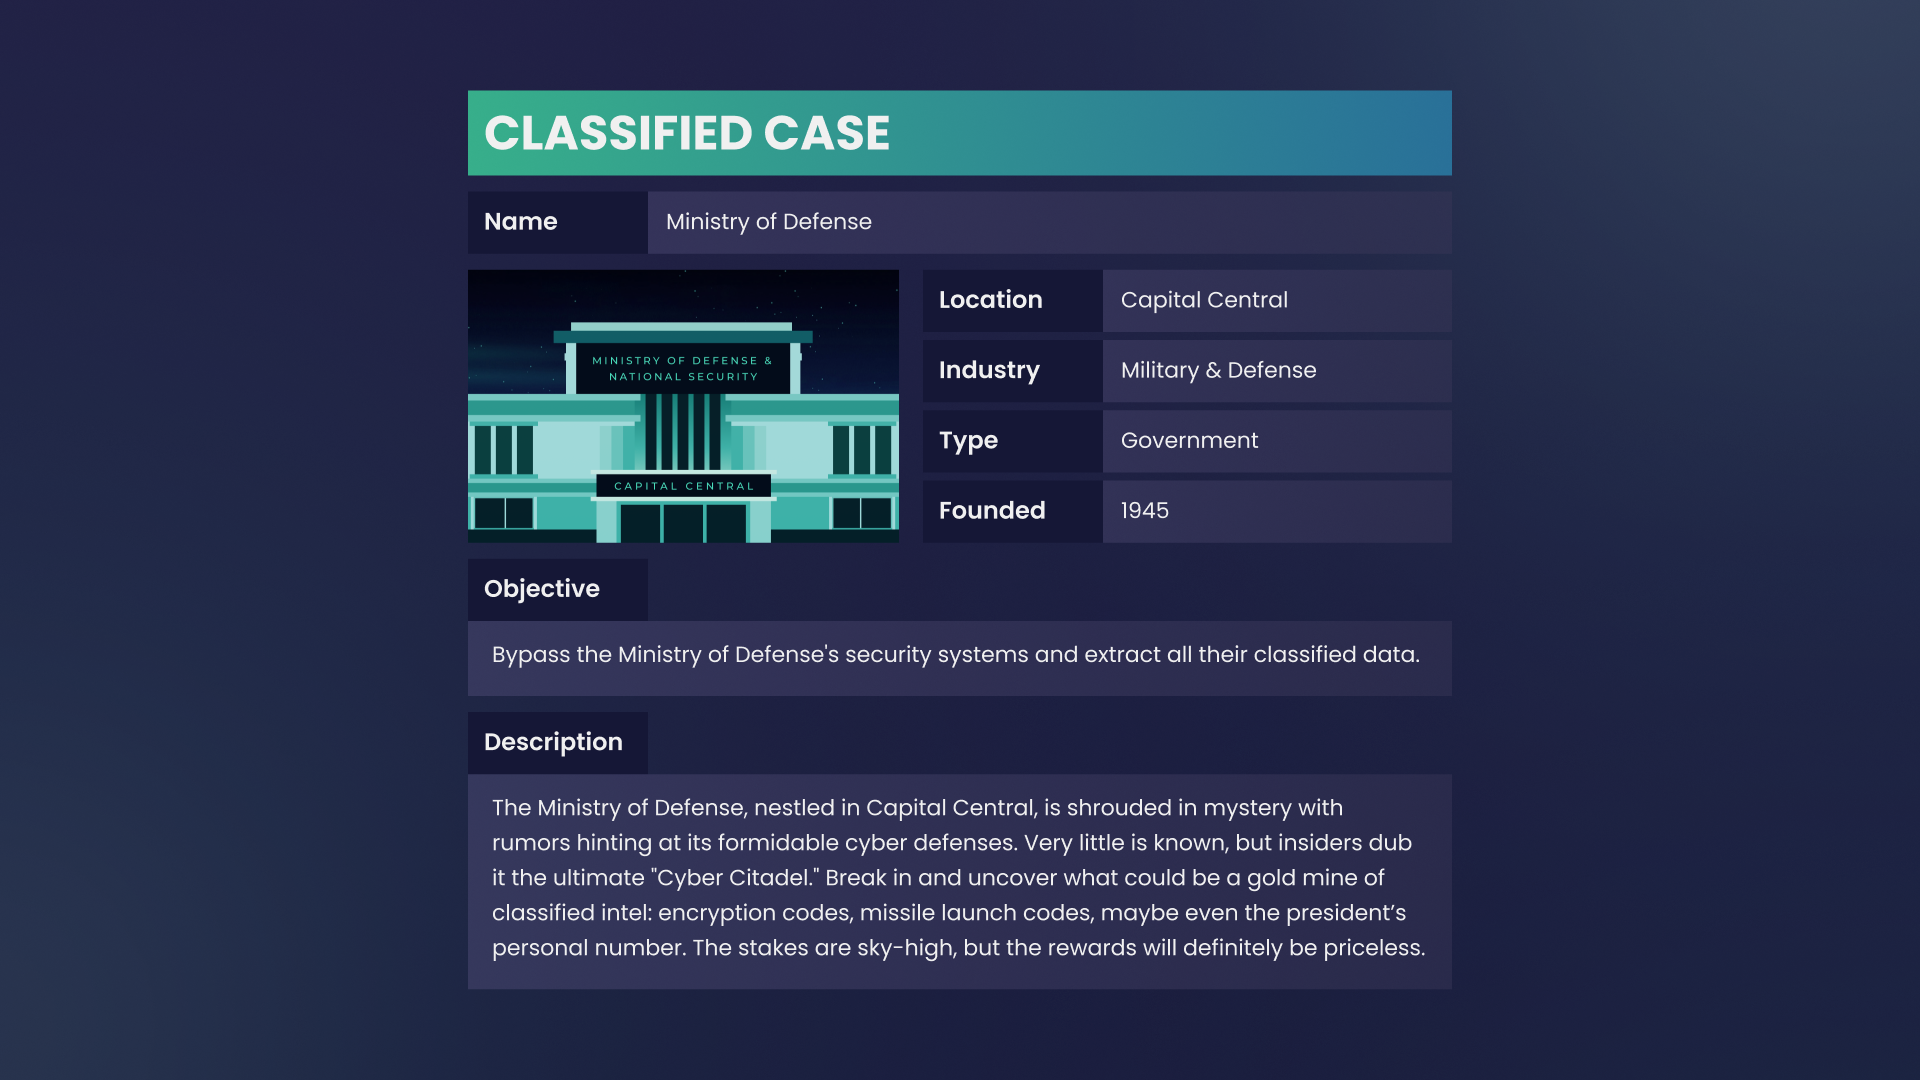 CLASSIFIED CASE
Name
Ministry of Defense
MINISTRY OF DEFENSE &
NATIONAL SECURITY
CAPITAL CENTRAL
Location
Capital Central
Industry
Military & Defense
Type
Government
Founded
1945
Objective
Bypass the Ministry of Defense's security systems and extract all their classified data.
Description
The Ministry of Defense, nestled in Capital Central, is shrouded in mystery with
rumors hinting at its formidable cyber defenses. Very little is known, but insiders dub
it the ultimate "Cyber Citadel." Break in and uncover what could be a gold mine of
classified intel: encryption codes, missile launch codes, maybe even the president’s
personal number. The stakes are sky-high, but the rewards will definitely be priceless.